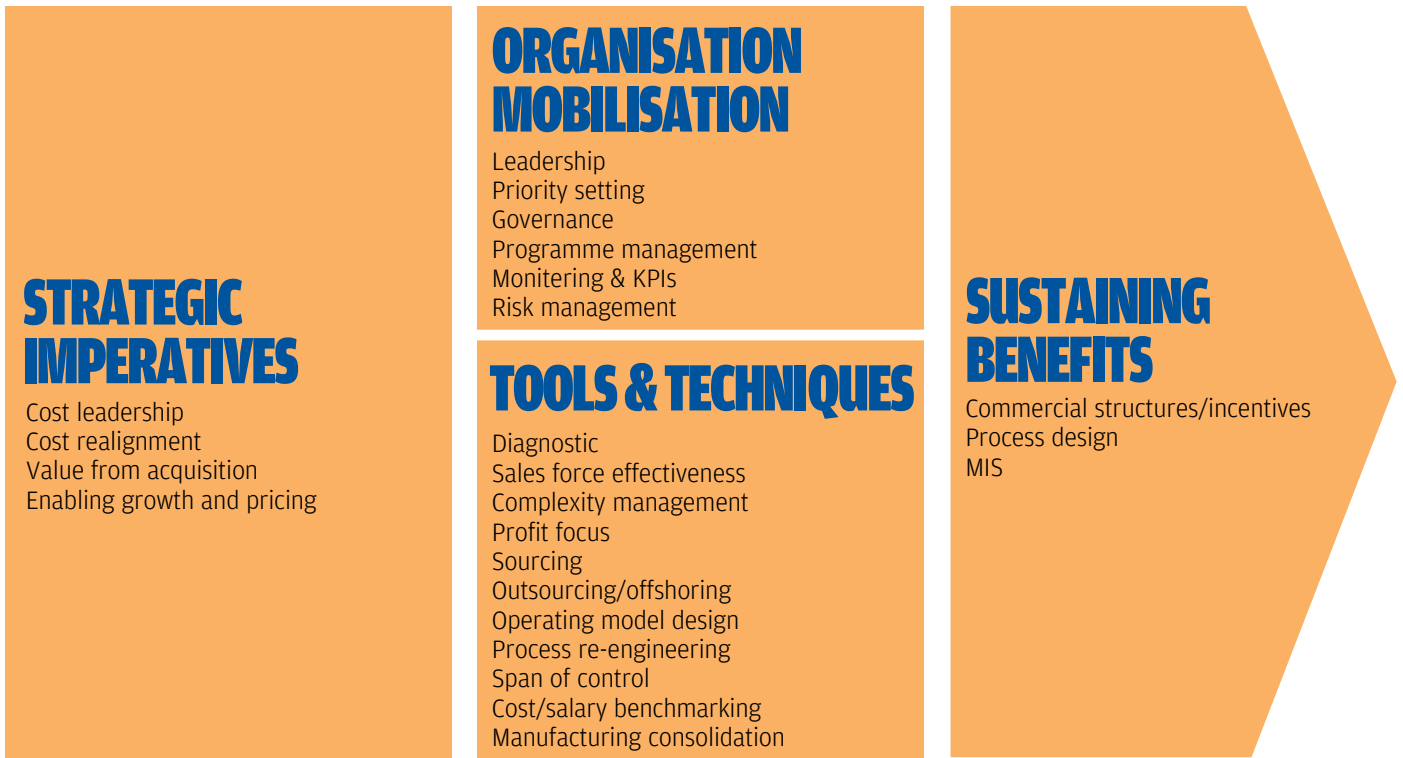 STRATEGIC
IMPERATIVES
Cost leadership
Cost realignment
Value from acquisition
Enabling growth and pricing
ORGANISATION
MOBILISATION
Leadership
Priority setting
Governance
Programme management
Monitering & KPIs
Risk management
TOOLS & TECHNIQUES
Diagnostic
Sales force effectiveness
Complexity management
Profit focus
Sourcing
Outsourcing/offshoring
Operating model design
Process re-engineering
Span of control
Cost/salary benchmarking
Manufacturing consolidation
SUSTAINING
BENEFITS
Commercial structures/incentives
Process design
MIS